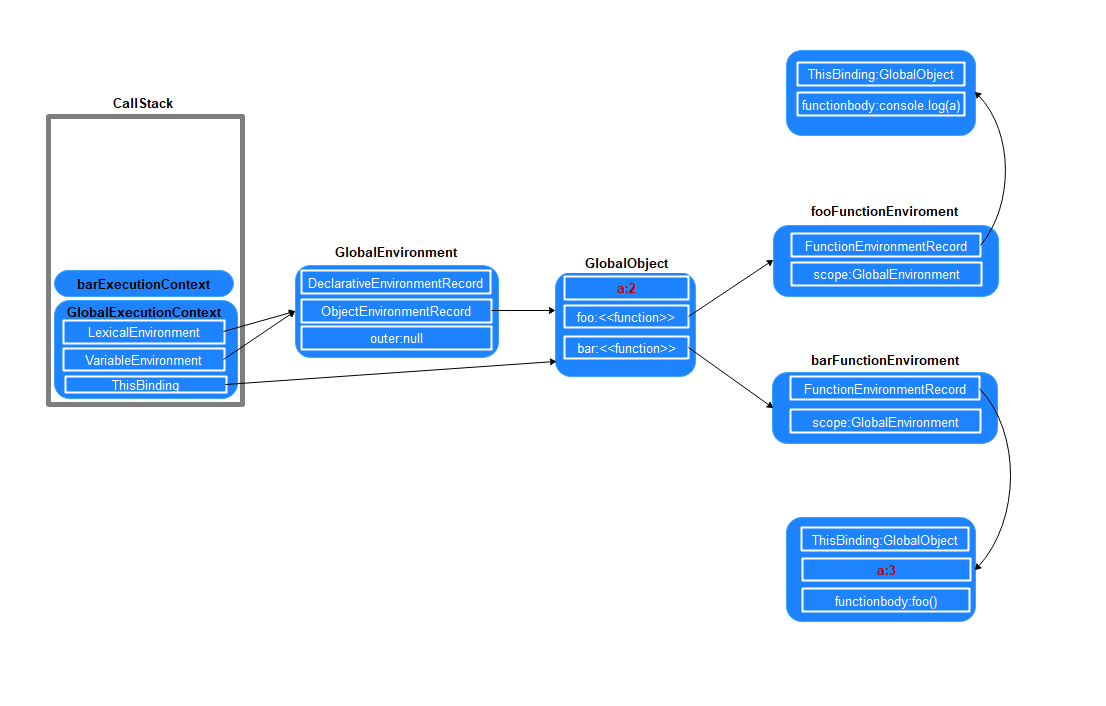 CallStack
barExecutionContext
GlobalExecutionContext
LexicalEnvironment
VariableEnvironment
ThisBinding
GlobalEnvironment
DeclarativeEnvironmentRecord
ObjectEnvironmentRecord
outer:null
GlobalObject
a:2
foo:<<function>>
bar:<<function>>
ThisBinding:GlobalObject
functionbody:console.log(a)
fooFunctionEnviroment
FunctionEnvironmentRecord
scope:GlobalEnvironment
barFunctionEnviroment
FunctionEnvironmentRecord
scope:GlobalEnvironment
ThisBinding:GlobalObject
a:3
functionbody:foo()